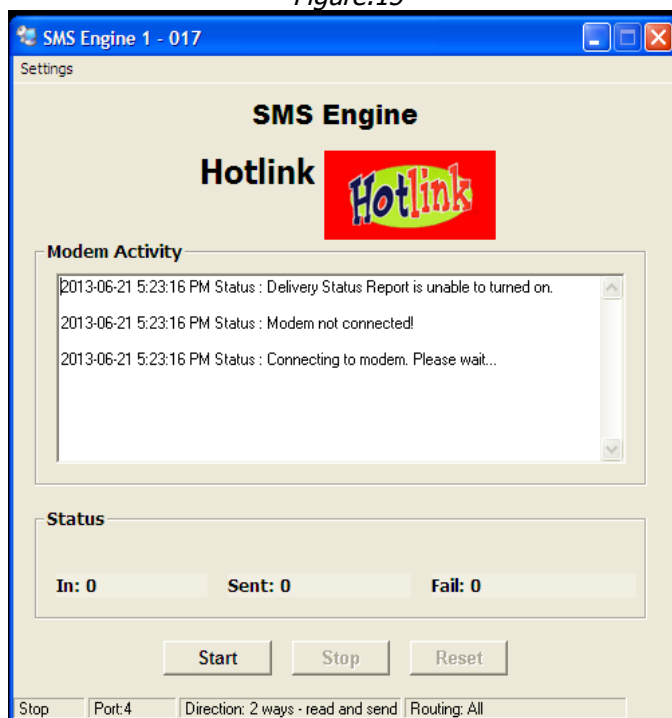 Figure.15
SMS Engine 1 - 017
Settings
SMS Engine
Hotlink
Hotlink
Modem Activity
2013-06-21 5:23:16 PM Status : Delivery Status Report is unable to turned on.
2013-06-21 5:23:16 PM Status : Modem not connected!
2013-06-21 5:23:16 PM Status : Connecting to modem. Please wait...
Status
In: 0 Sent: 0 Fail: 0
Start Stop Reset
Stop Port:4 Direction: 2 ways - read and send Routing: All